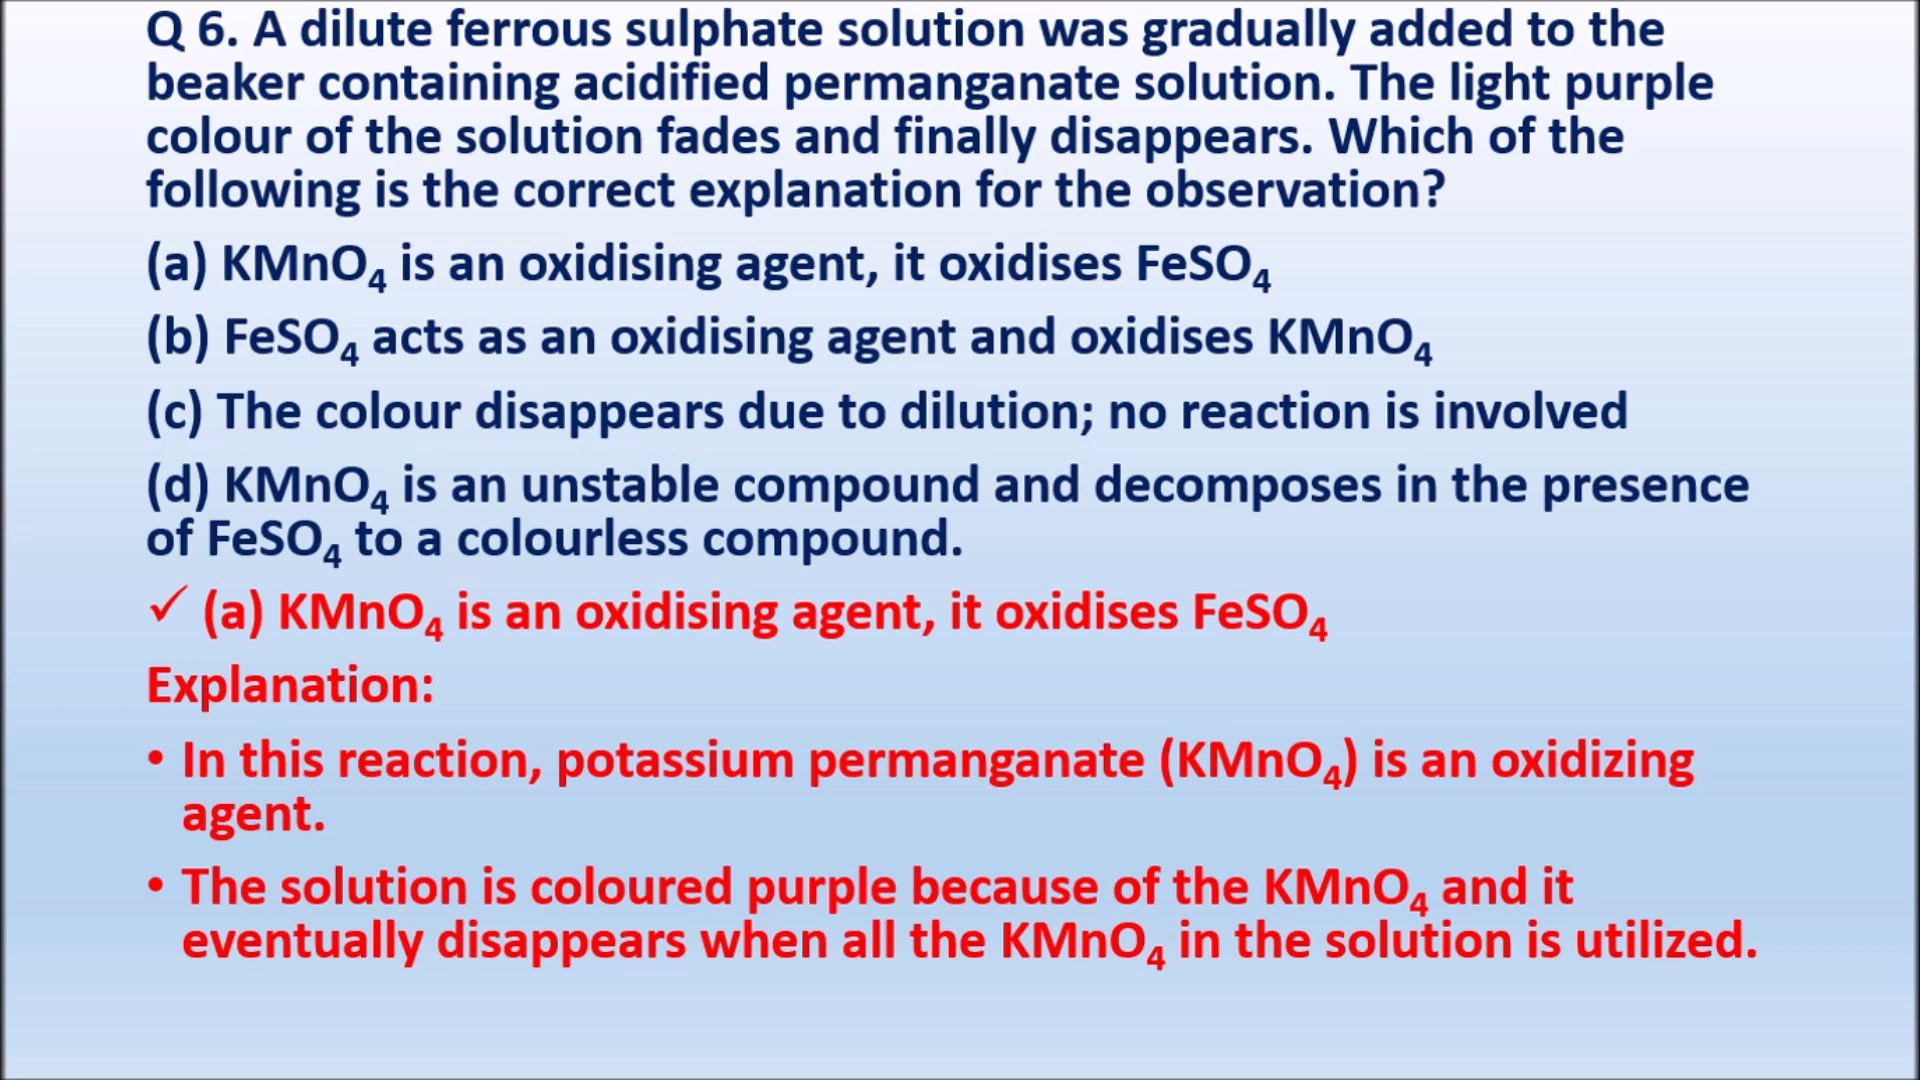 Q 6. A dilute ferrous sulphate solution was gradually added to the
beaker containing acidified permanganate solution. The light purple
colour of the solution fades and finally disappears. Which of the
following is the correct explanation for the observation?
(a) KMnO₄ is an oxidising agent, it oxidises FeSO₄
(b) FeSO₄ acts as an oxidising agent and oxidises KMnO₄
(c) The colour disappears due to dilution; no reaction is involved
(d) KMnO₄ is an unstable compound and decomposes in the presence
of FeSO₄ to a colourless compound.
✓ (a) KMnO₄ is an oxidising agent, it oxidises FeSO₄
Explanation:
• In this reaction, potassium permanganate (KMnO₄) is an oxidizing
agent.
• The solution is coloured purple because of the KMnO₄ and it
eventually disappears when all the KMnO₄ in the solution is utilized.